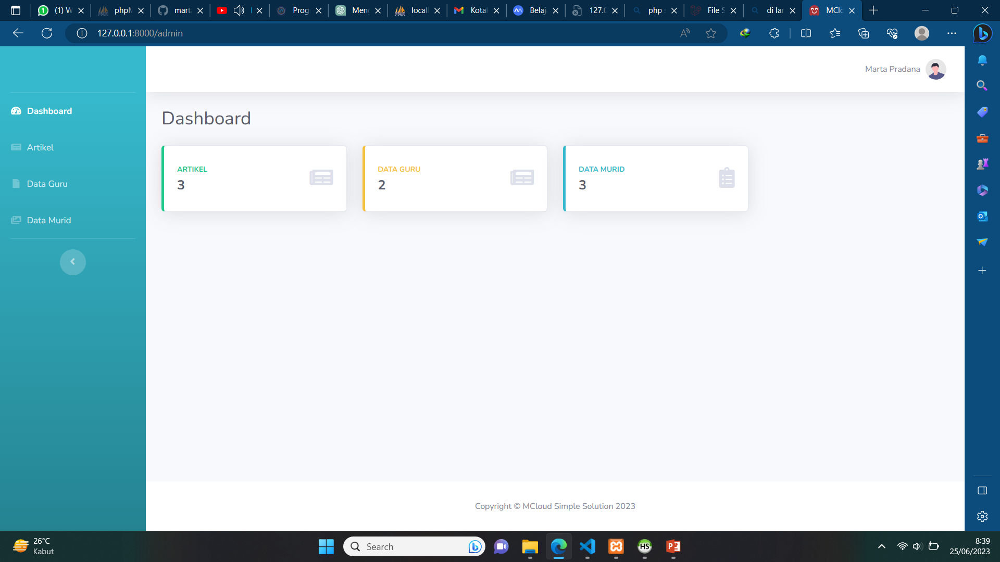 (1) W
phpM
mart
Prog
Meng
local
Kotal
Belaj
127.0
php s
File S
di lar
MClo
127.0.0.1:8000/admin
Marta Pradana
Dashboard
Artikel
Data Guru
Data Murid
Dashboard
ARTIKEL
3
DATA GURU
2
DATA MURID
3
Copyright © MCloud Simple Solution 2023
26°C
Kabut
Search
HS
8:39
25/06/2023